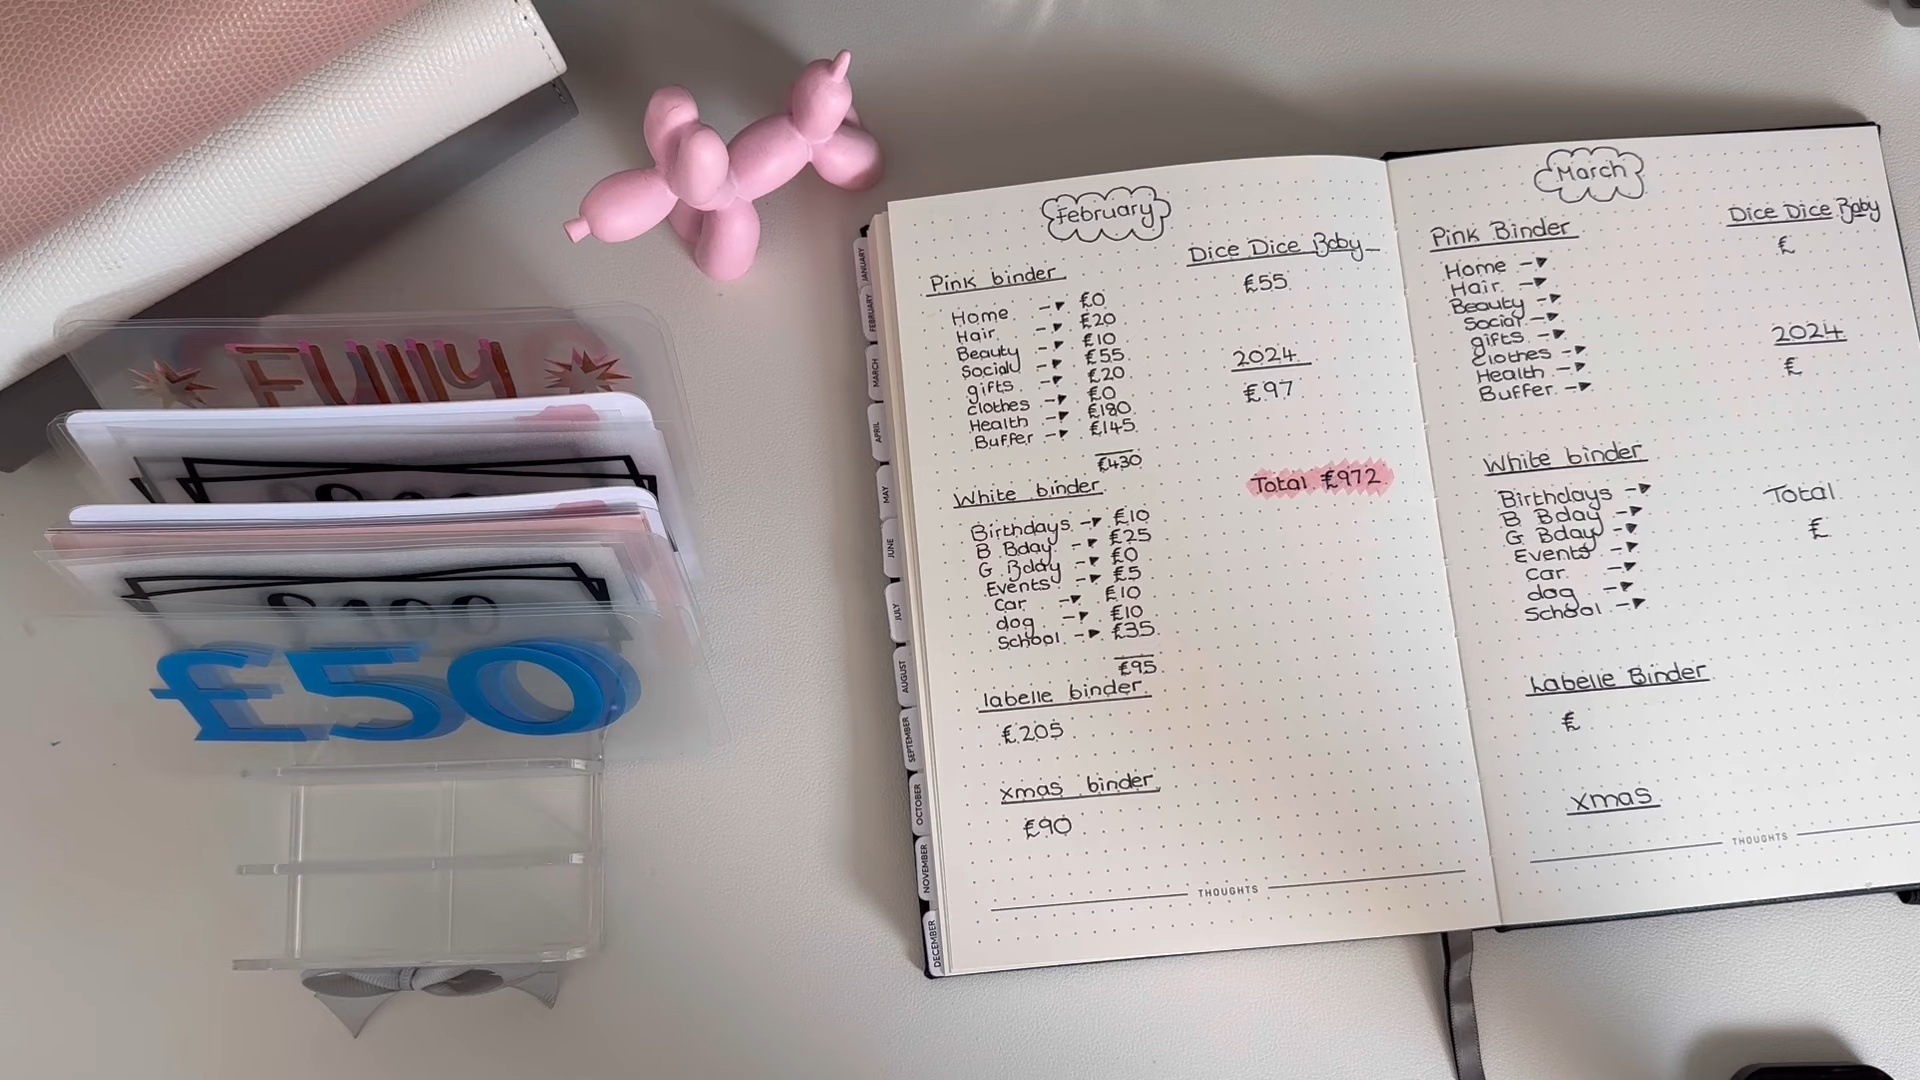 FUlly
£100
£50
JANUARY
FEBRUARY
MARCH
APRIL
MAY
JUNE
JULY
AUGUST
SEPTEMBER
OCTOBER
NOVEMBER
DECEMBER
February
Pink binder
Home → £0
Hair → £20
Beauty → £10
Social → £55
gifts → £20
clothes → £0
Health → £180
Buffer → £145
£430
White binder
Birthdays → £10
B Bday → £25
G Bday → £0
Events → £5
Car → £10
dog → £10
School → £35
£95
labelle binder
£205
xmas binder
£90
Dice Dice Baby
£55
2024
£97
Total £972
THOUGHTS
March
Pink Binder
Home →
Hair →
Beauty →
Social →
gifts →
clothes →
Health →
Buffer →
White binder
Birthdays →
B Bday →
G Bday →
Events →
Car →
dog →
School →
Labelle Binder
£
xmas
Dice Dice Baby
£
2024
£
Total
£
THOUGHTS